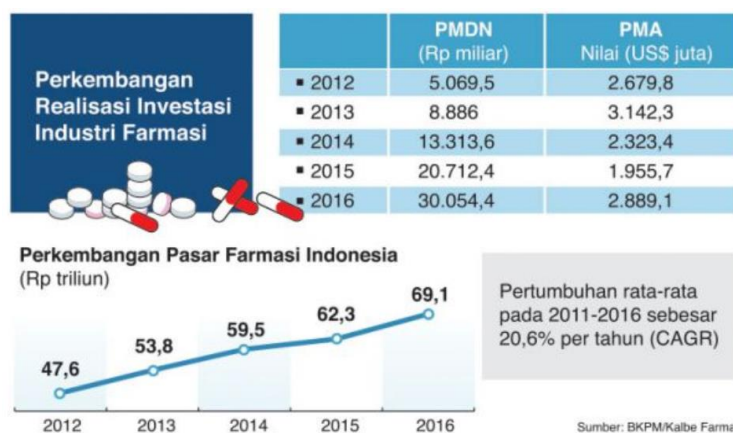 Perkembangan
Realisasi Investasi
Industri Farmasi
PMDN PMA
(Rp miliar) Nilai (US$ juta)
▪ 2012 5.069,5 2.679,8
▪ 2013 8.886 3.142,3
▪ 2014 13.313,6 2.323,4
▪ 2015 20.712,4 1.955,7
▪ 2016 30.054,4 2.889,1
Perkembangan Pasar Farmasi Indonesia
(Rp triliun)
47,6 53,8 59,5 62,3 69,1
2012 2013 2014 2015 2016
Pertumbuhan rata-rata
pada 2011-2016 sebesar
20,6% per tahun (CAGR)
Sumber: BKPM/Kalbe Farma